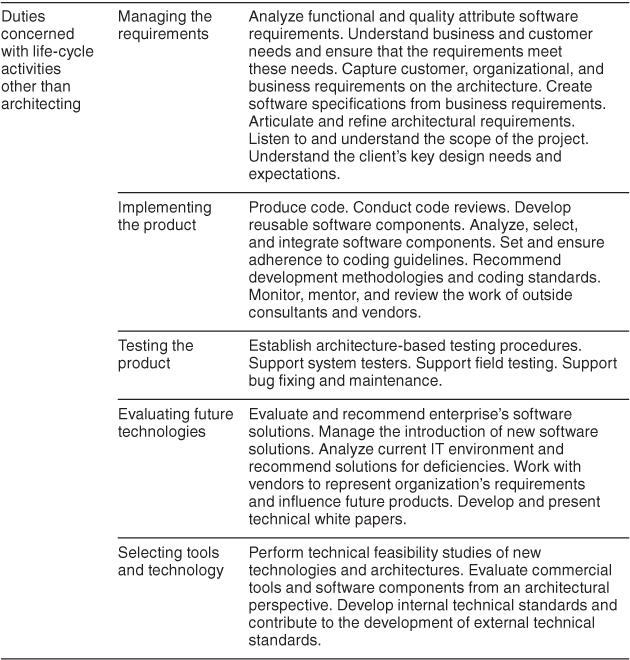 Duties
concerned
with life-cycle
activities
other than
architecting
Managing the
requirements
Analyze functional and quality attribute software
requirements. Understand business and customer
needs and ensure that the requirements meet
these needs. Capture customer, organizational, and
business requirements on the architecture. Create
software specifications from business requirements.
Articulate and refine architectural requirements.
Listen to and understand the scope of the project.
Understand the client's key design needs and
expectations.
Implementing
the product
Produce code. Conduct code reviews. Develop
reusable software components. Analyze, select,
and integrate software components. Set and ensure
adherence to coding guidelines. Recommend
development methodologies and coding standards.
Monitor, mentor, and review the work of outside
consultants and vendors.
Testing the
product
Establish architecture-based testing procedures.
Support system testers. Support field testing. Support
bug fixing and maintenance.
Evaluating future
technologies
Evaluate and recommend enterprise's software
solutions. Manage the introduction of new software
solutions. Analyze current IT environment and
recommend solutions for deficiencies. Work with
vendors to represent organization's requirements
and influence future products. Develop and present
technical white papers.
Selecting tools
and technology
Perform technical feasibility studies of new
technologies and architectures. Evaluate commercial
tools and software components from an architectural
perspective. Develop internal technical standards and
contribute to the development of external technical
standards.